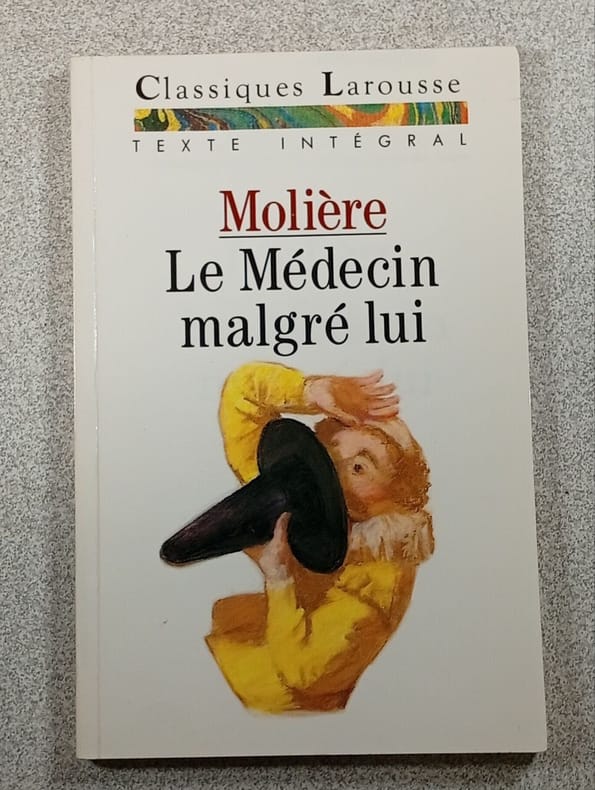 Classiques Larousse
TEXTE INTÉGRAL
Molière
Le Médecin
malgré lui